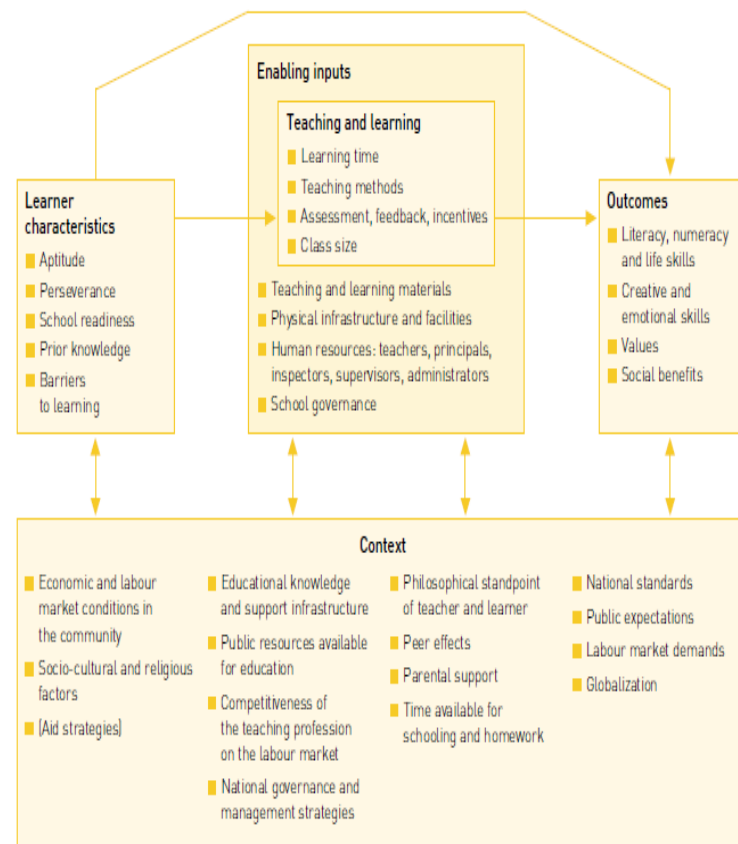 Enabling inputs
Teaching and learning
Learning time
Teaching methods
Assessment, feedback, incentives
Class size
Teaching and learning materials
Physical infrastructure and facilities
Human resources: teachers, principals,
inspectors, supervisors, administrators
School governance
Learner
characteristics
Aptitude
Perseverance
School readiness
Prior knowledge
Barriers
to learning
Outcomes
Literacy, numeracy
and life skills
Creative and
emotional skills
Values
Social benefits
Context
Economic and labour
market conditions in
the community
Socio-cultural and religious
factors
(Aid strategies)
Educational knowledge
and support infrastructure
Public resources available
for education
Competitiveness of
the teaching profession
on the labour market
National governance and
management strategies
Philosophical standpoint
of teacher and learner
Peer effects
Parental support
Time available for
schooling and homework
National standards
Public expectations
Labour market demands
Globalization